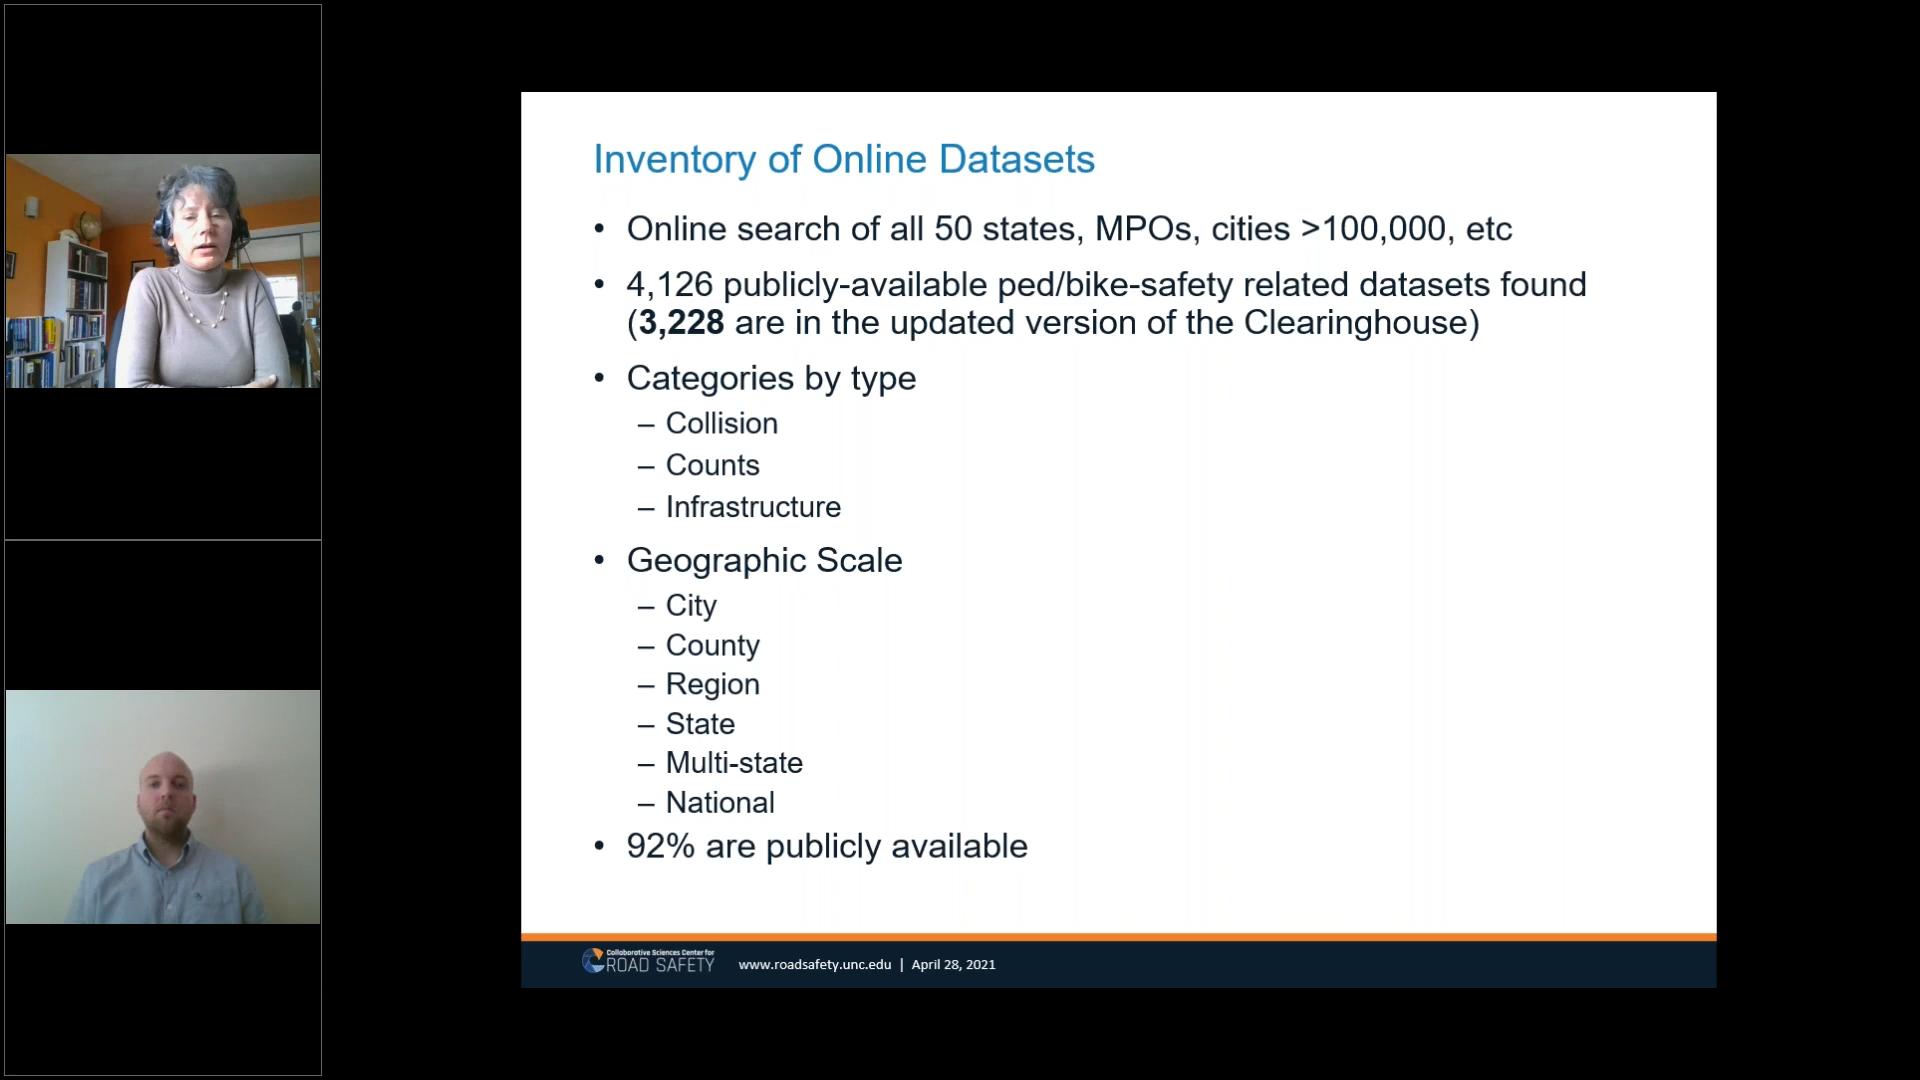 Inventory of Online Datasets
• Online search of all 50 states, MPOs, cities >100,000, etc
• 4,126 publicly-available ped/bike-safety related datasets found
(3,228 are in the updated version of the Clearinghouse)
• Categories by type
– Collision
– Counts
– Infrastructure
• Geographic Scale
– City
– County
– Region
– State
– Multi-state
– National
• 92% are publicly available
Collaborative Sciences Center for
ROAD SAFETY
www.roadsafety.unc.edu | April 28, 2021